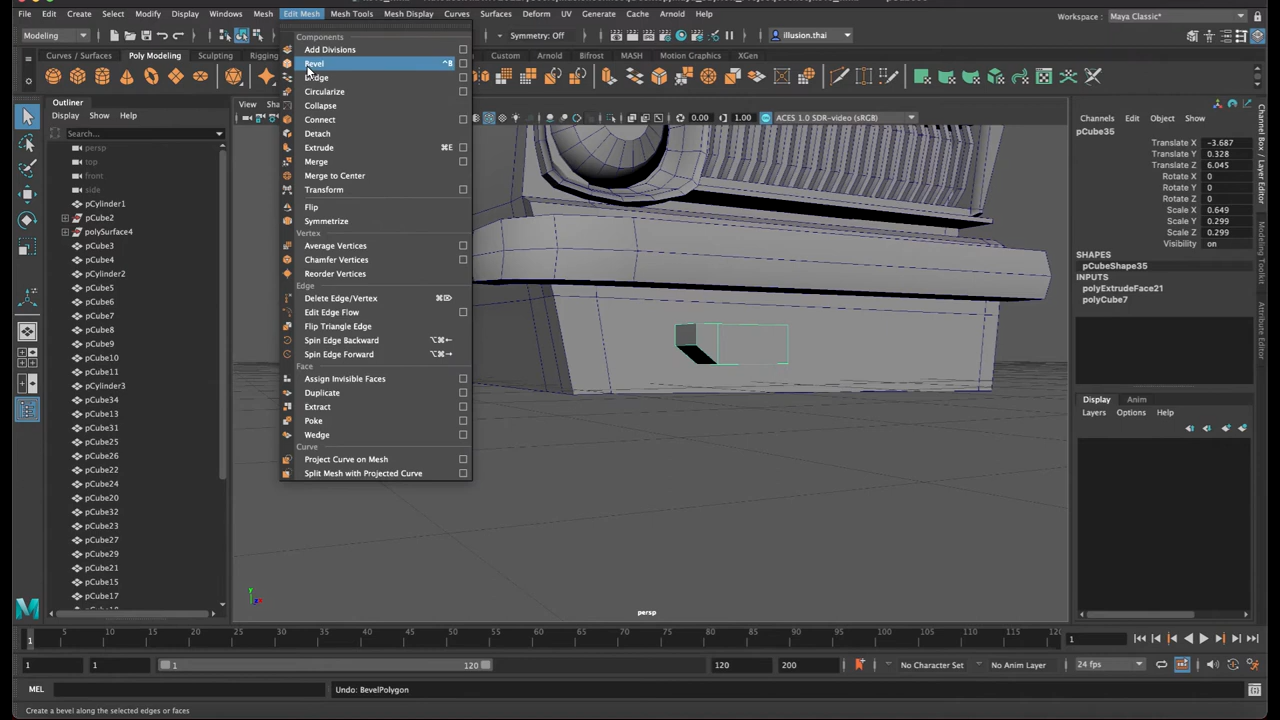 File Edit Create Select Modify Display Windows Mesh Edit Mesh Mesh Tools Mesh Display Curves Surfaces Deform UV Generate Cache Arnold Help
Workspace : Maya Classic*
Modeling
Symmetry: Off
illusion.thai
Curves / Surfaces Poly Modeling Sculpting Rigging
Custom Arnold Bifrost MASH Motion Graphics XGen
Components
Add Divisions
Bevel ^B
Bridge
Circularize
Collapse
Connect
Detach
Extrude ⌘E
Merge
Merge to Center
Transform
Flip
Symmetrize
Vertex
Average Vertices
Chamfer Vertices
Reorder Vertices
Edge
Delete Edge/Vertex ⌘⌦
Edit Edge Flow
Flip Triangle Edge
Spin Edge Backward ⌥⌘←
Spin Edge Forward ⌥⌘→
Face
Assign Invisible Faces
Duplicate
Extract
Poke
Wedge
Curve
Project Curve on Mesh
Split Mesh with Projected Curve
Outliner
Display Show Help
Search...
persp
top
front
side
pCylinder1
pCube2
polySurface4
pCube3
pCube4
pCylinder2
pCube5
pCube6
pCube7
pCube8
pCube9
pCube10
pCube11
pCylinder3
pCube34
pCube13
pCube31
pCube25
pCube26
pCube22
pCube24
pCube20
pCube32
pCube23
pCube27
pCube29
pCube21
pCube15
pCube17
View
0.00 1.00 ACES 1.0 SDR-video (sRGB)
persp
Channels Edit Object Show
pCube35
Translate X -3.687
Translate Y 0.328
Translate Z 6.045
Rotate X 0
Rotate Y 0
Rotate Z 0
Scale X 0.649
Scale Y 0.299
Scale Z 0.299
Visibility on
SHAPES
pCubeShape35
INPUTS
polyExtrudeFace21
polyCube7
Display Anim
Layers Options Help
Channel Box / Layer Editor
Modeling Toolkit
Attribute Editor
5 10 15 20 25 30 35 40 45 50 55 60 65 70 75 80 85 90 95 100 105 110 115 120
1
1
1 1 1 120 120 200 No Character Set No Anim Layer 24 fps
MEL Undo: BevelPolygon
Create a bevel along the selected edges or faces